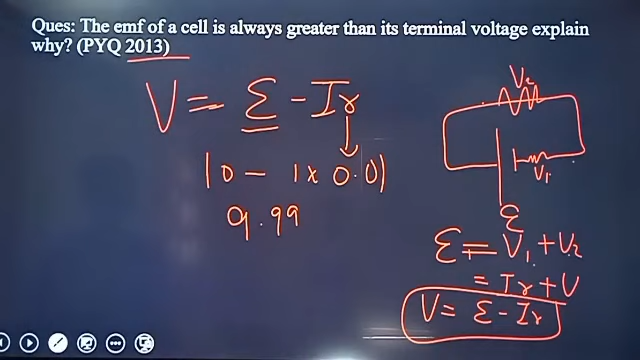 Ques: The emf of a cell is always greater than its terminal voltage explain
why? (PYQ 2013)
V = Ɛ - Ir
10 - 1 x 0.01
9.99
V₂
V₁
Ɛ
Ɛ = V₁ + V₂
= Ir + V
V = Ɛ - Ir